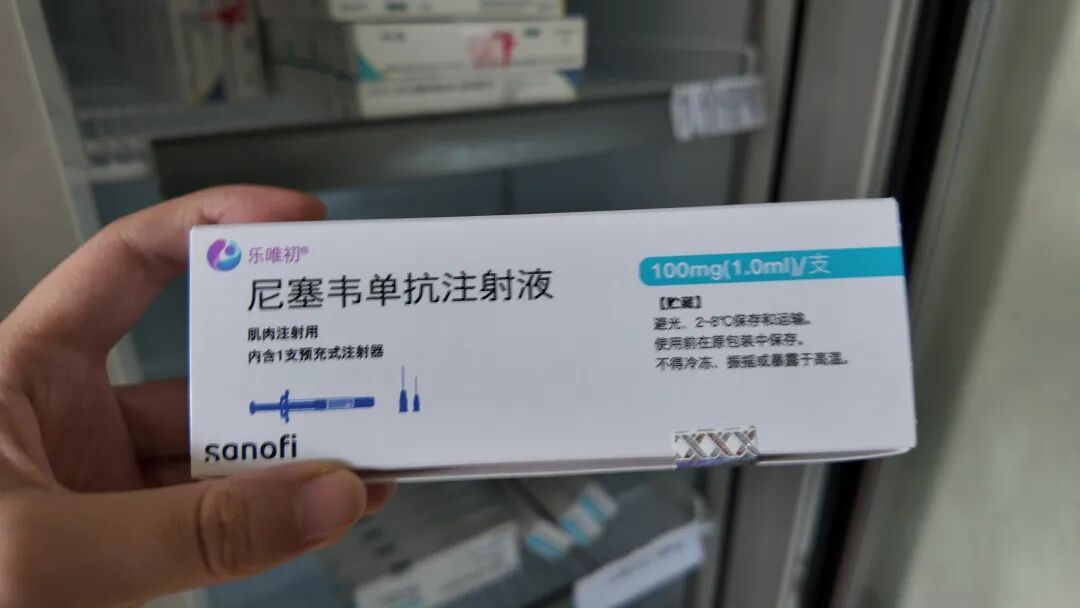 乐唯初®
尼塞韦单抗注射液
肌肉注射用
内含1支预充式注射器
sanofi
100mg(1.0ml)/支
【贮藏】
避光，2-8℃保存和运输。
使用前在原包装中保存。
不得冷冻、振摇或暴露于高温。